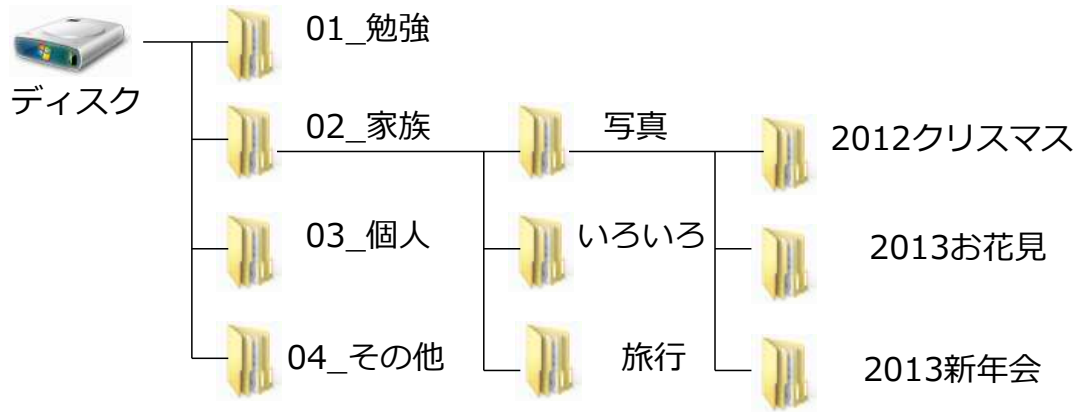 ディスク
01_勉強
02_家族
03_個人
04_その他
写真
いろいろ
旅行
2012クリスマス
2013お花見
2013新年会